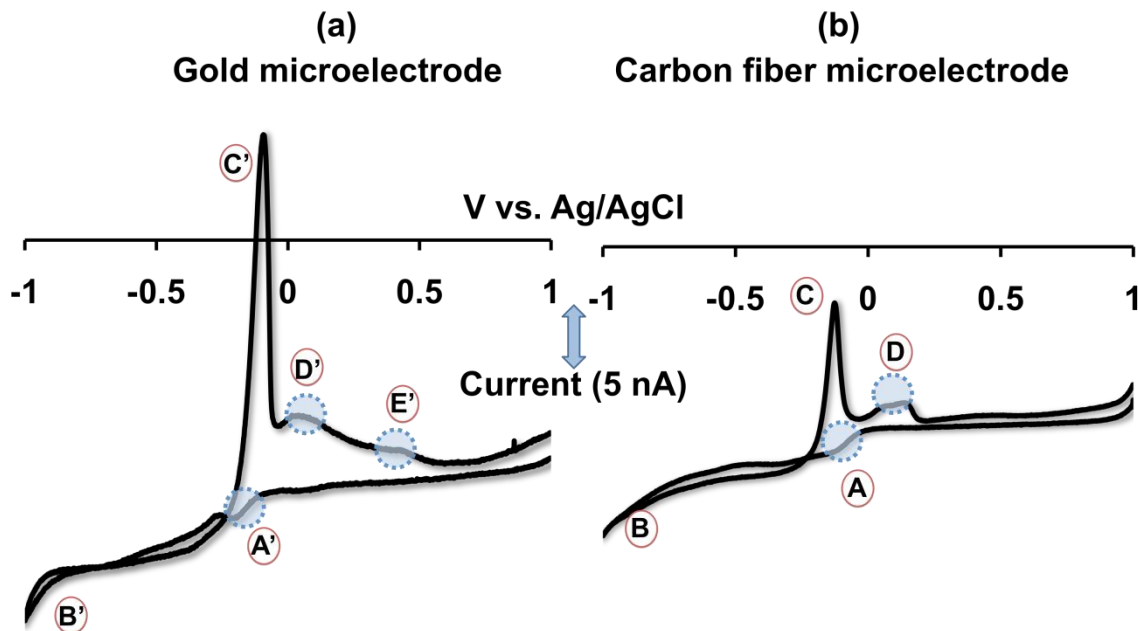 (a)
Gold microelectrode
(b)
Carbon fiber microelectrode
C’
V vs. Ag/AgCl
-1 -0.5 0 0.5 1
-1 -0.5 0 0.5 1
C
D’
E’
Current (5 nA)
D
A’
B’
A
B